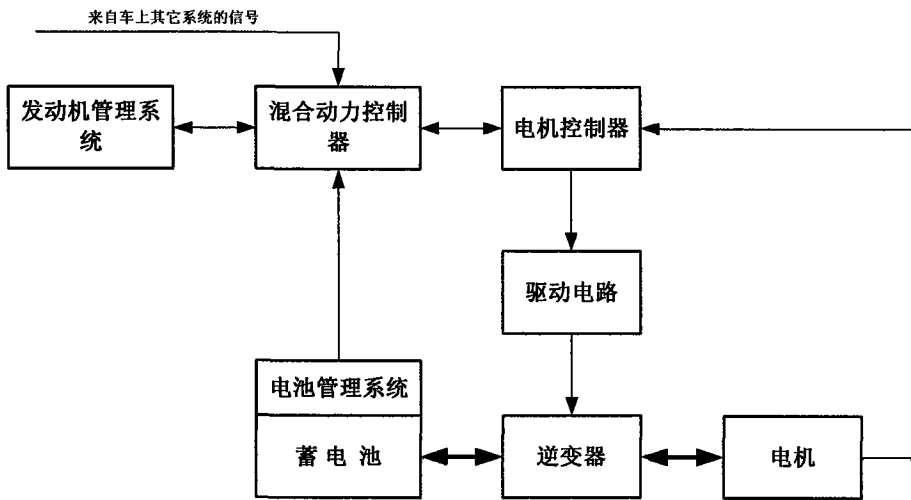 来自车上其它系统的信号
发动机管理系
统
混合动力控制
器
电机控制器
驱动电路
电池管理系统
蓄 电 池
逆变器
电机